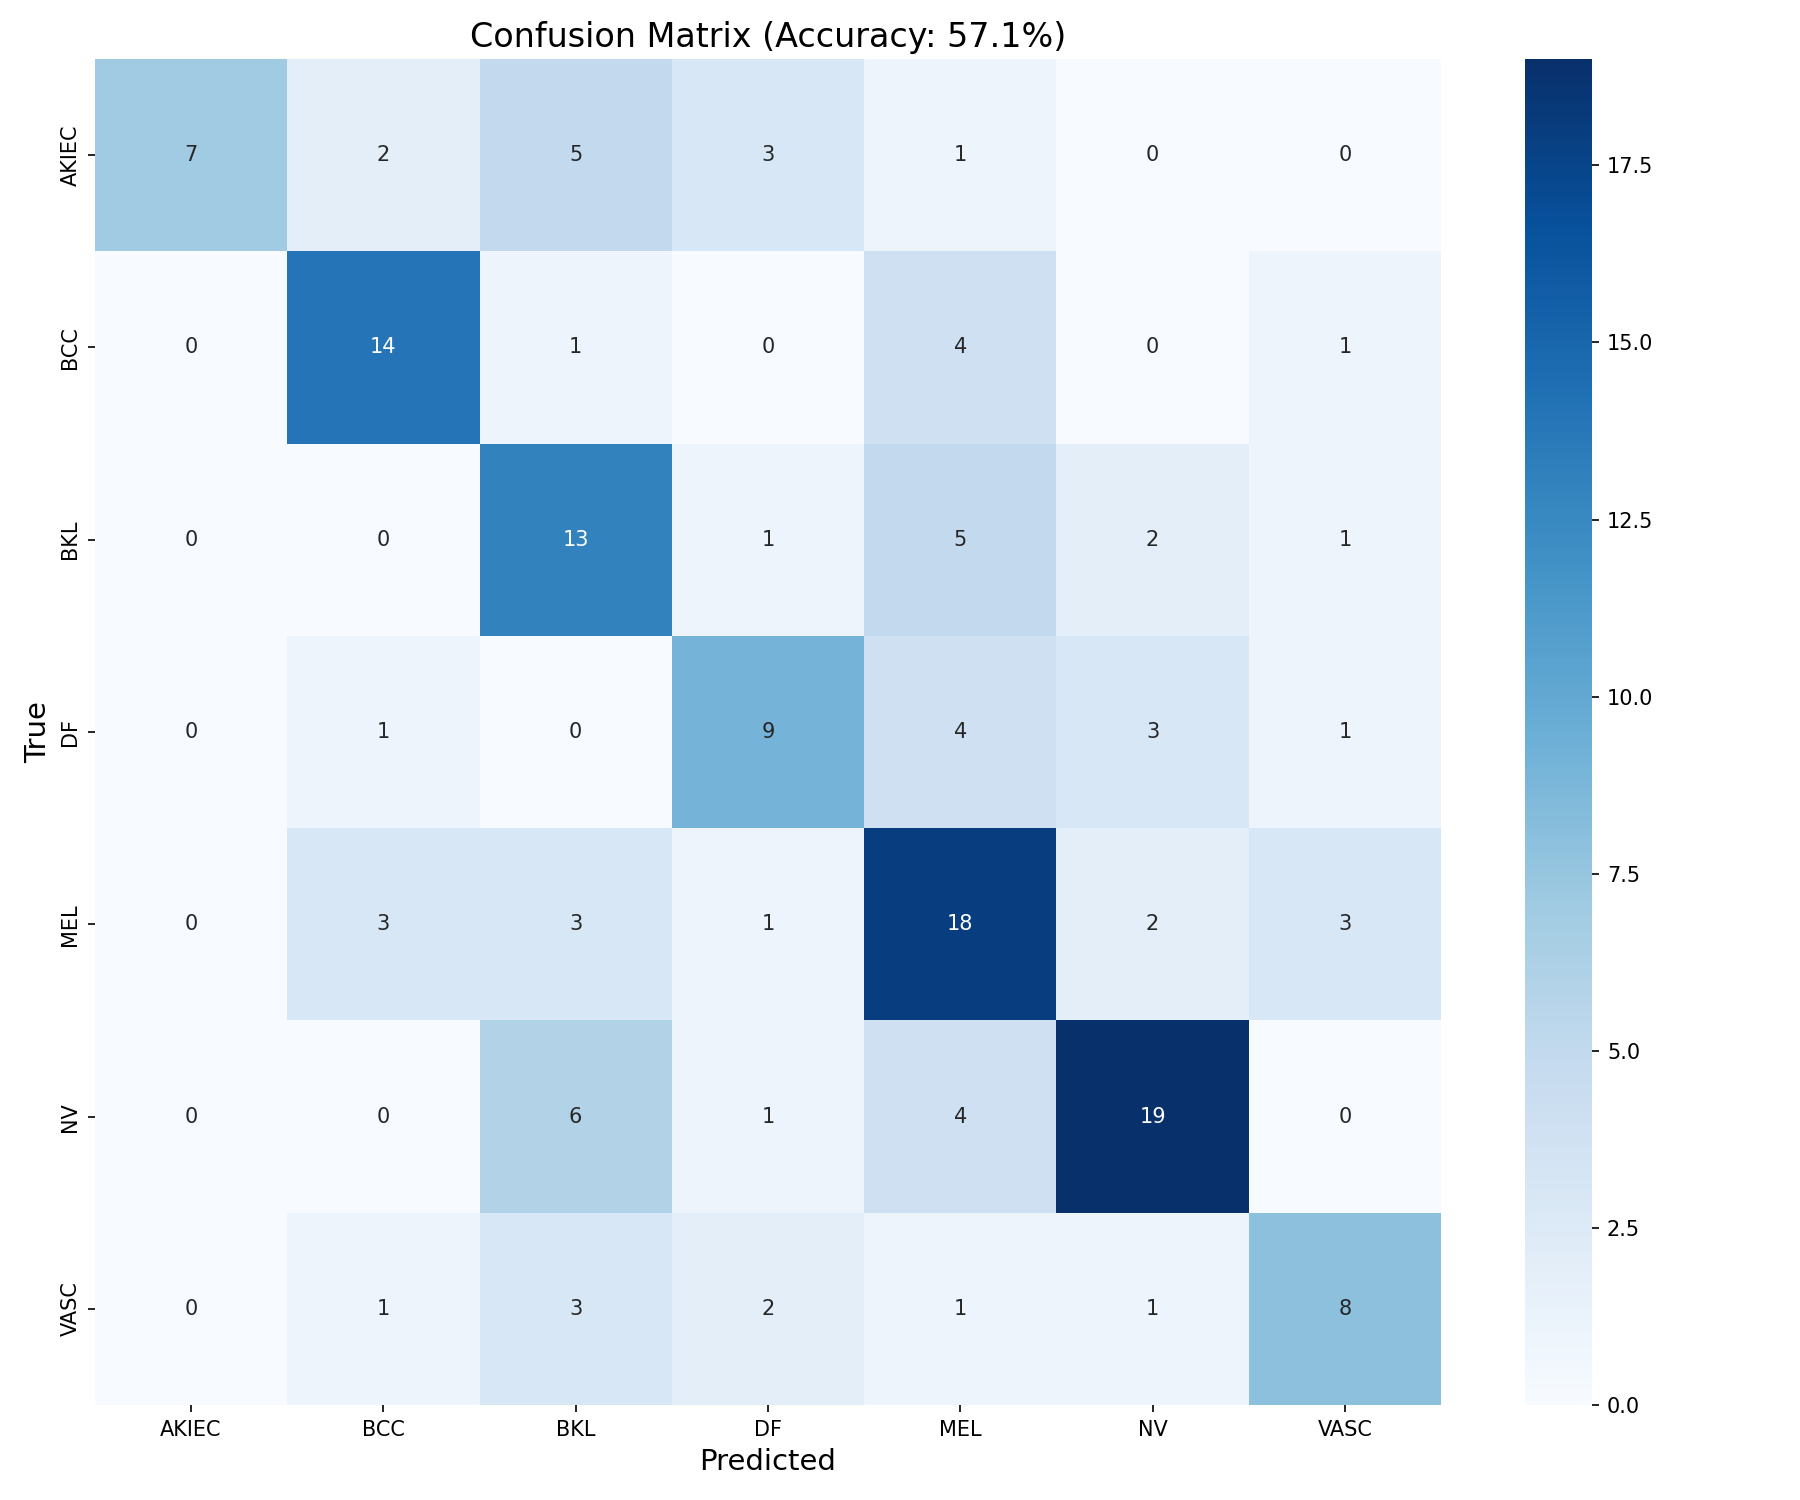 Confusion Matrix (Accuracy: 57.1%)
AKIEC 7 2 5 3 1 0 0
BCC 0 14 1 0 4 0 1
BKL 0 0 13 1 5 2 1
DF 0 1 0 9 4 3 1
MEL 0 3 3 1 18 2 3
NV 0 0 6 1 4 19 0
VASC 0 1 3 2 1 1 8
AKIEC BCC BKL DF MEL NV VASC
Predicted
True
17.5
15.0
12.5
10.0
7.5
5.0
2.5
0.0